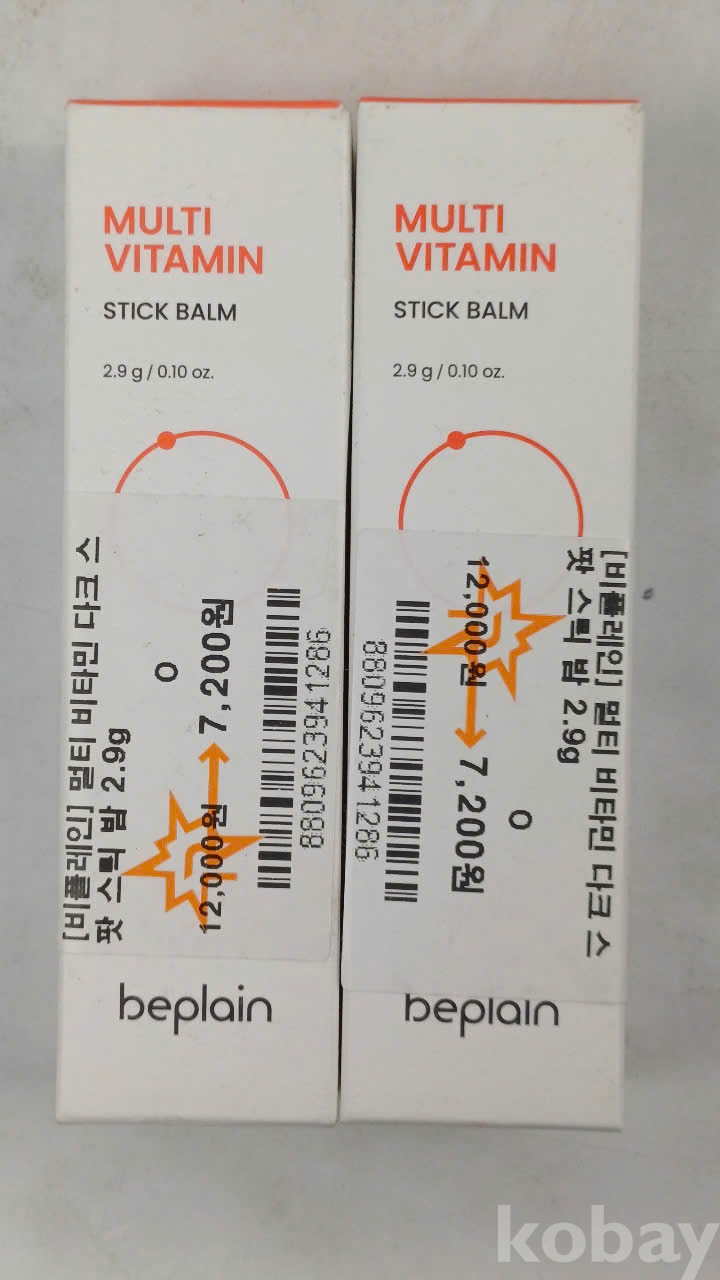 MULTI
VITAMIN
STICK BALM
2.9 g / 0.10 oz.
[비플레인] 멀티 비타민 다크 스
팟 스틱 밤 2.9g
O
12,000원 → 7,200원
8809623941286
beplain
MULTI
VITAMIN
STICK BALM
2.9 g / 0.10 oz.
[비플레인] 멀티 비타민 다크 스
팟 스틱 밤 2.9g
O
12,000원 → 7,200원
8809623941286
beplain
kobay